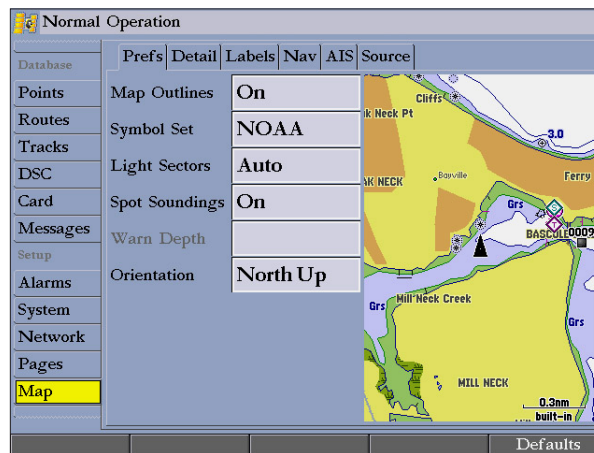 Normal Operation
Database
Points
Routes
Tracks
DSC
Card
Messages
Setup
Alarms
System
Network
Pages
Map
Prefs Detail Labels Nav AIS Source
Map Outlines On
Symbol Set NOAA
Light Sectors Auto
Spot Soundings On
Warn Depth
Orientation North Up
Cliffs
Neck Pt
3.0
Bayville
Ferry
NECK
Grs
S
T
BASCULE
0009
Mill Neck Creek
Grs
Grs
MILL NECK
0.3nm
built-in
Defaults